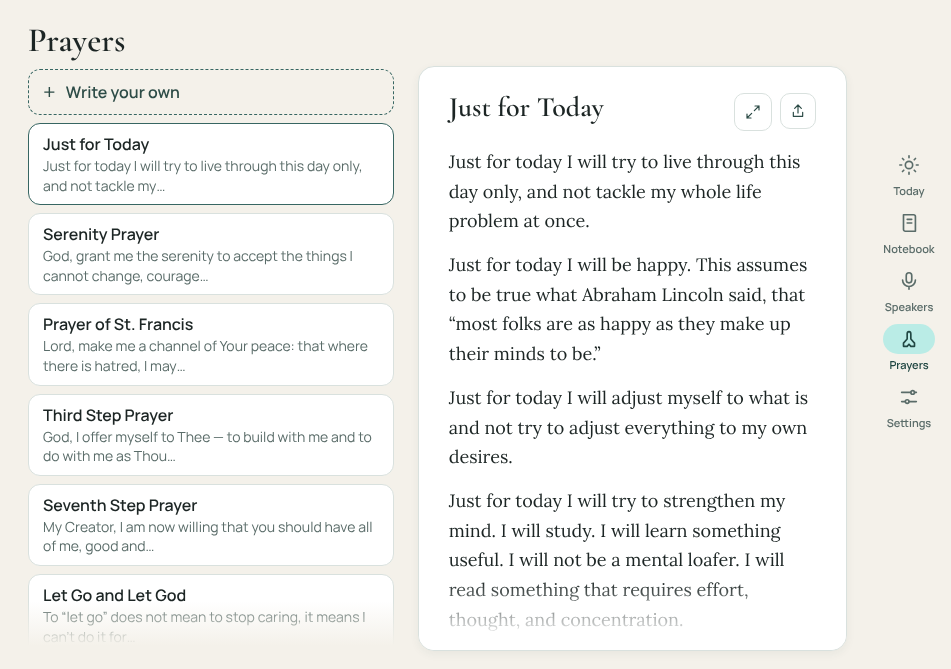 Prayers
+ Write your own
Just for Today
Just for today I will try to live through this day only,
and not tackle my...
Serenity Prayer
God, grant me the serenity to accept the things I
cannot change, courage...
Prayer of St. Francis
Lord, make me a channel of Your peace: that where
there is hatred, I may...
Third Step Prayer
God, I offer myself to Thee — to build with me and to
do with me as Thou...
Seventh Step Prayer
My Creator, I am now willing that you should have all
of me, good and...
Let Go and Let God
To “let go” does not mean to stop caring, it means I
can’t do it for...
Just for Today
Just for today I will try to live through this
day only, and not tackle my whole life
problem at once.
Just for today I will be happy. This assumes
to be true what Abraham Lincoln said, that
“most folks are as happy as they make up
their minds to be.”
Just for today I will adjust myself to what is
and not try to adjust everything to my own
desires.
Just for today I will try to strengthen my
mind. I will study. I will learn something
useful. I will not be a mental loafer. I will
read something that requires effort,
thought, and concentration.
Today
Notebook
Speakers
Prayers
Settings